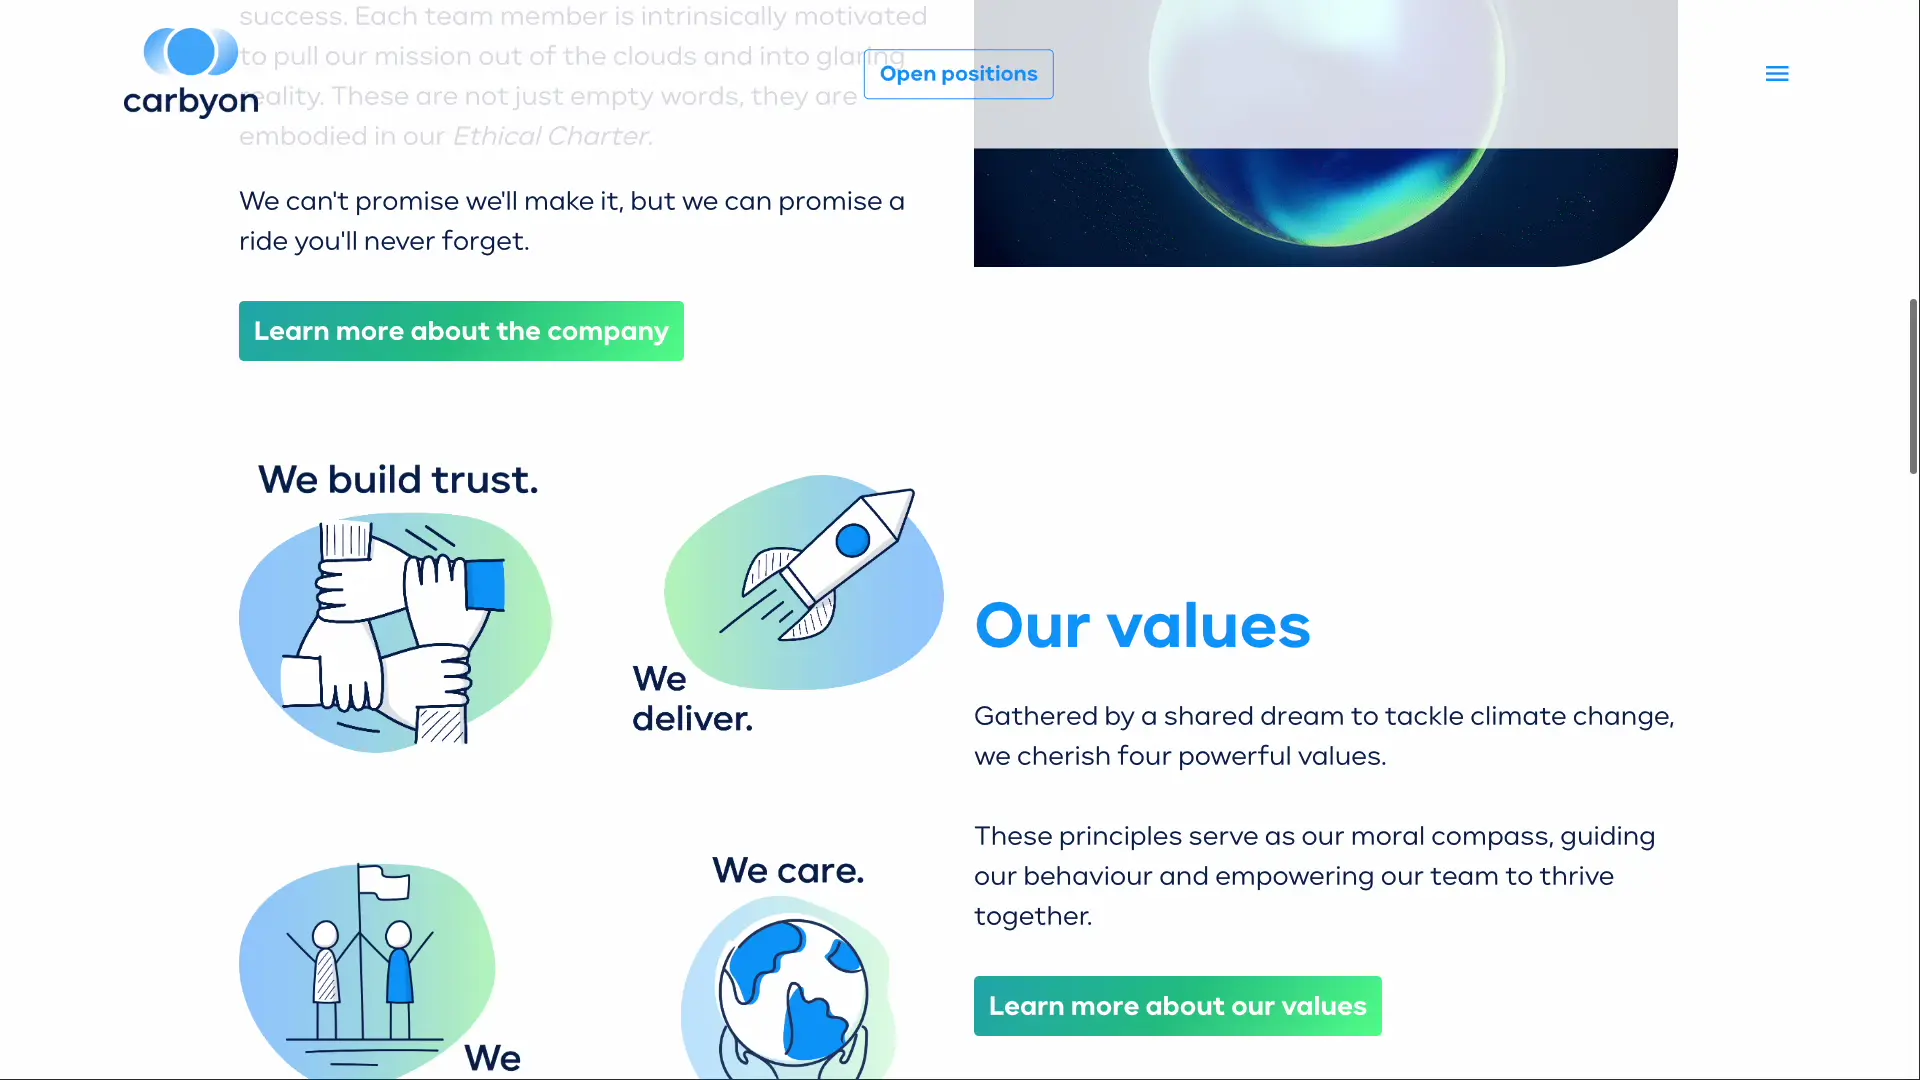 success. Each team member is intrinsically motivated
to pull our mission out of the clouds and into glaring
reality. These are not just empty words, they are
embodied in our Ethical Charter.
carbyon
Open positions
We can't promise we'll make it, but we can promise a
ride you'll never forget.
Learn more about the company
We build trust.
We
deliver.
We care.
We
Our values
Gathered by a shared dream to tackle climate change,
we cherish four powerful values.
These principles serve as our moral compass, guiding
our behaviour and empowering our team to thrive
together.
Learn more about our values